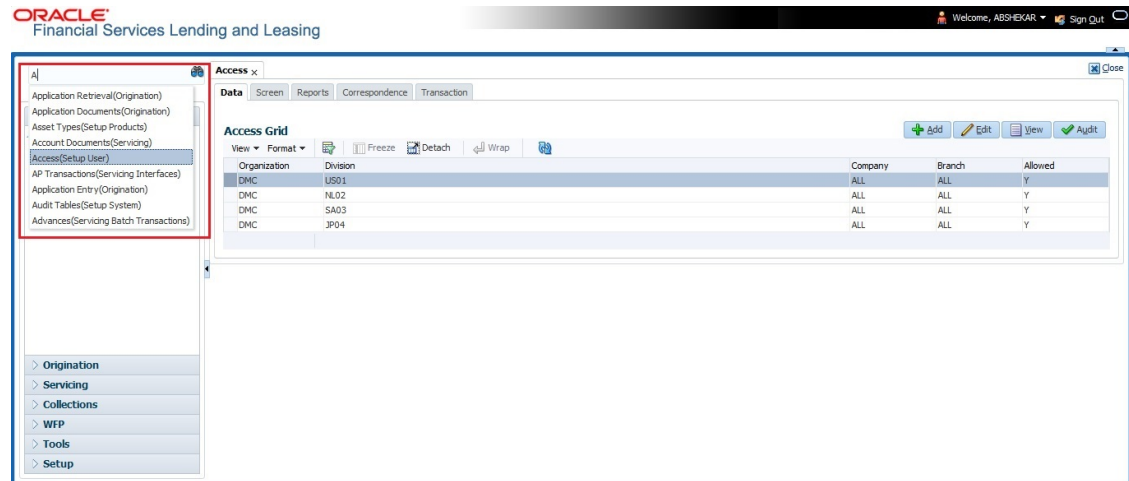 ORACLE®
Financial Services Lending and Leasing
Welcome, ABSHEKAR Sign Out
A
Application Retrieval(Origination)
Application Documents(Origination)
Asset Types(Setup Products)
Account Documents(Servicing)
Access(Setup User)
AP Transactions(Servicing Interfaces)
Application Entry(Origination)
Audit Tables(Setup System)
Advances(Servicing Batch Transactions)
Origination
Servicing
Collections
WFP
Tools
Setup
Access x
Close
Data Screen Reports Correspondence Transaction
Access Grid
Add Edit View Audit
View Format Freeze Detach Wrap
Organization Division Company Branch Allowed
DMC US01 ALL ALL Y
DMC NL02 ALL ALL Y
DMC SA03 ALL ALL Y
DMC JP04 ALL ALL Y